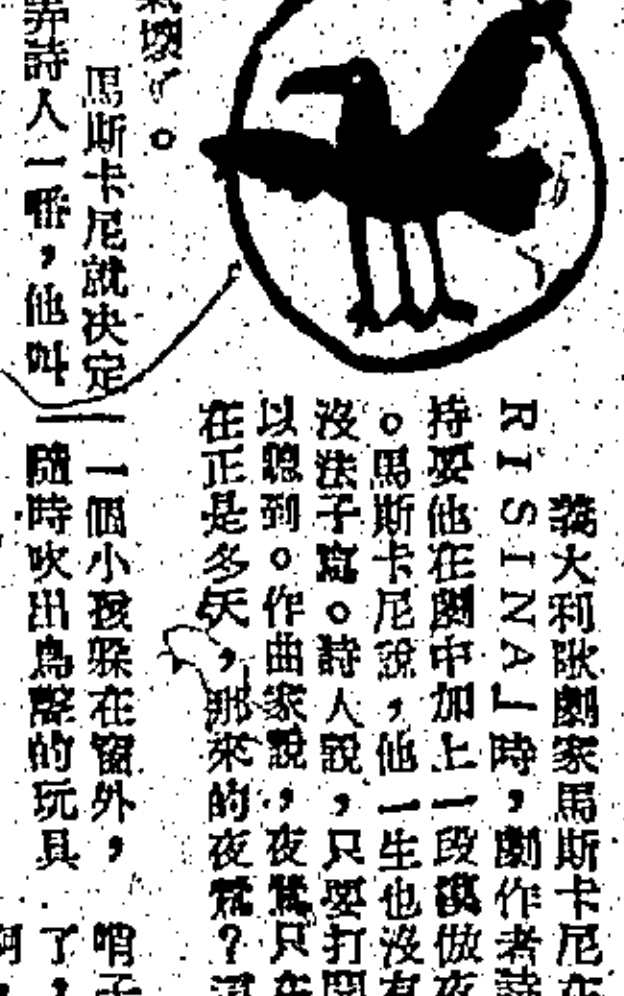 義大利歌劇家馬斯卡尼在
RISINA」時，劇作者詩
持要他在劇中加上一段模做夜
。馬斯卡尼說，他一生也沒有
沒法子寫。詩人說，只要打開
以聽到。作曲家說，夜鶯只在
在正是冬天，那來的夜鶯？
氣壞了。
馬斯卡尼就决定
弄詩人一番，他叫
一個小孩躲在窗外，
隨時吹出鳥聲的玩具
哨子
了，